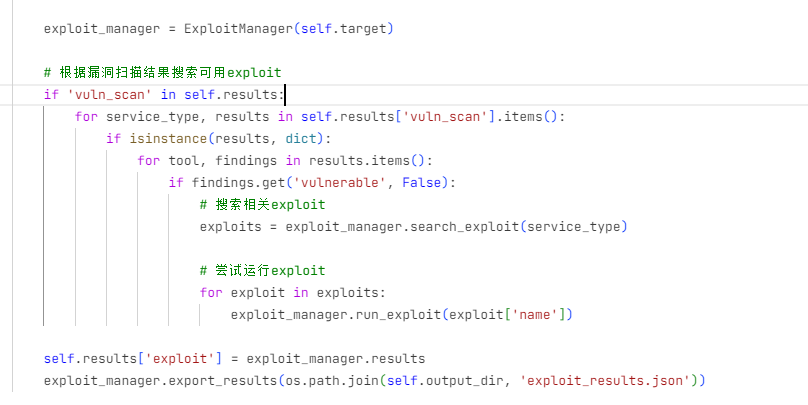 exploit_manager = ExploitManager(self.target)
# 根据漏洞扫描结果搜索可用exploit
if 'vuln_scan' in self.results:
for service_type, results in self.results['vuln_scan'].items():
if isinstance(results, dict):
for tool, findings in results.items():
if findings.get('vulnerable', False):
# 搜索相关exploit
exploits = exploit_manager.search_exploit(service_type)
# 尝试运行exploit
for exploit in exploits:
exploit_manager.run_exploit(exploit['name'])
self.results['exploit'] = exploit_manager.results
exploit_manager.export_results(os.path.join(self.output_dir, 'exploit_results.json'))